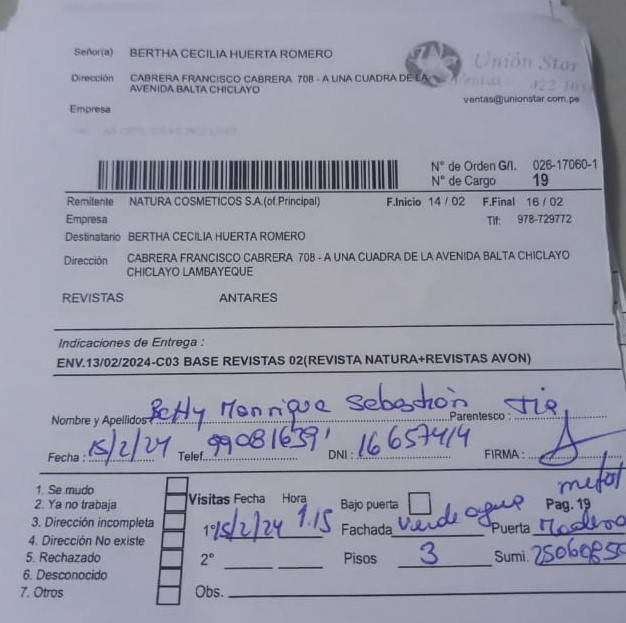 Señor(a) BERTHA CECILIA HUERTA ROMERO
Unión Star
Dirección CABRERA FRANCISCO CABRERA 708 - A UNA CUADRA DE LA
AVENIDA BALTA CHICLAYO
ventas@unionstar.com.pe
Empresa
N° de Orden G/I. 026-17060-1
N° de Cargo 19
Remitente NATURA COSMETICOS S.A.(of.Principal) F.Inicio 14 / 02 F.Final 16 / 02
Empresa Tlf: 978-729772
Destinatario BERTHA CECILIA HUERTA ROMERO
Dirección CABRERA FRANCISCO CABRERA 708 - A UNA CUADRA DE LA AVENIDA BALTA CHICLAYO
CHICLAYO LAMBAYEQUE
REVISTAS ANTARES
Indicaciones de Entrega :
ENV.13/02/2024-C03 BASE REVISTAS 02(REVISTA NATURA+REVISTAS AVON)
Nombre y Apellidos Betty Manrique Sebastián Parentesco : Tía
Fecha : 15/2/24 Telef. 990816391 DNI : 16657414 FIRMA :
1. Se mudo
2. Ya no trabaja
3. Dirección incompleta
4. Dirección No existe
5. Rechazado
6. Desconocido
7. Otros
Visitas Fecha Hora Bajo puerta Pag. 19
metal
1° 15/2/24 1.15 Fachada Verde agua Puerta Madera
2° Pisos 3 Sumi.
Obs.